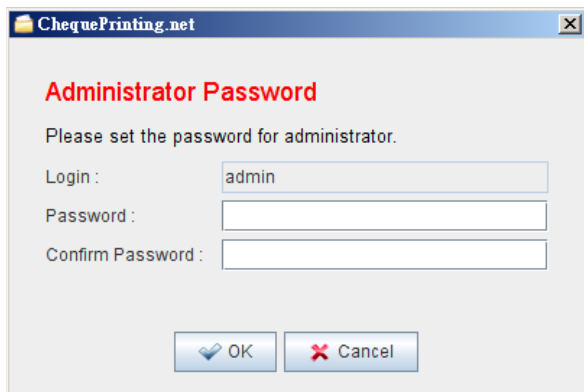 ChequePrinting.net
Administrator Password
Please set the password for administrator.
Login : admin
Password :
Confirm Password :
OK Cancel